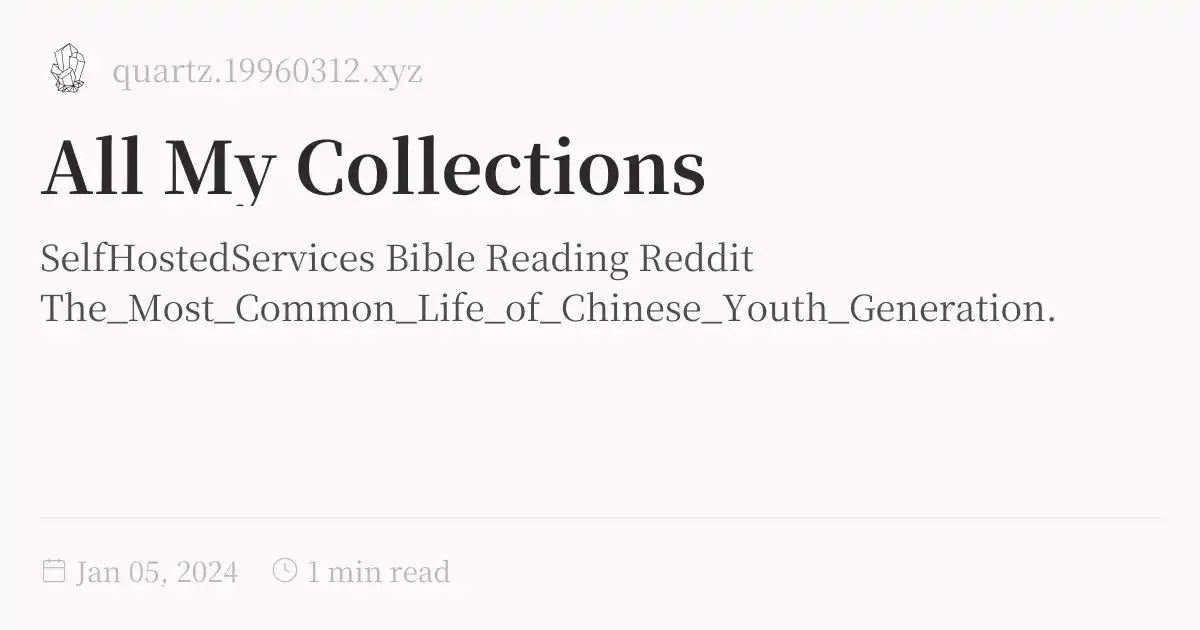 quartz.19960312.xyz
All My Collections
SelfHostedServices Bible Reading Reddit
The_Most_Common_Life_of_Chinese_Youth_Generation.
Jan 05, 2024 1 min read